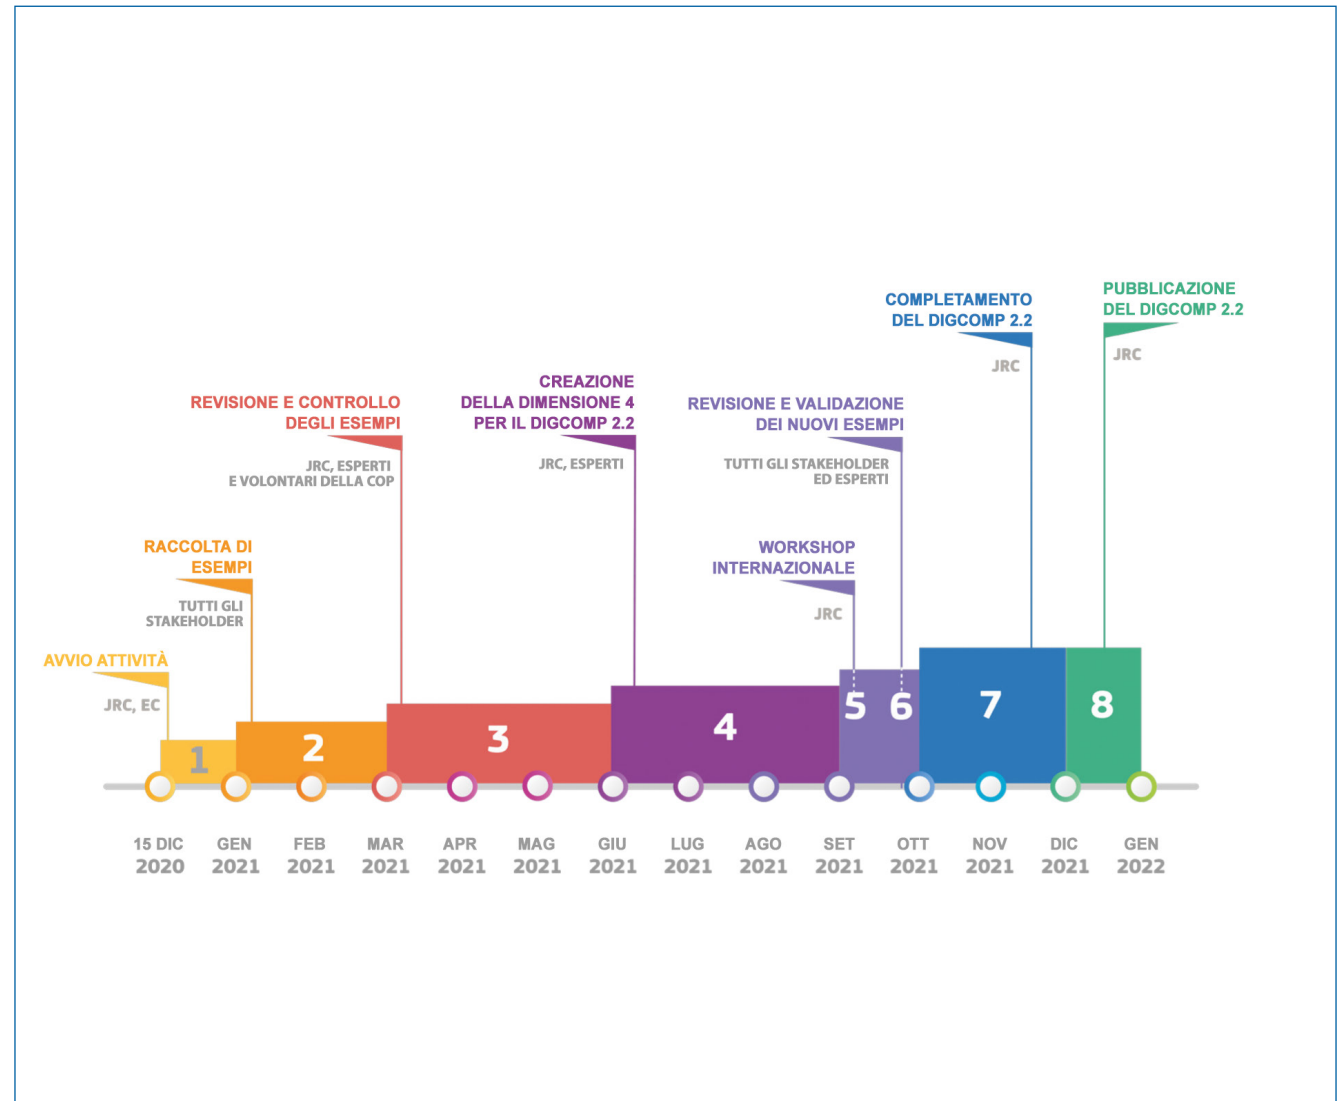 PUBBLICAZIONE
DEL DIGCOMP 2.2
JRC
COMPLETAMENTO
DEL DIGCOMP 2.2
JRC
CREAZIONE
DELLA DIMENSIONE 4
PER IL DIGCOMP 2.2
JRC, ESPERTI
REVISIONE E CONTROLLO
DEGLI ESEMPI
JRC, ESPERTI
E VOLONTARI DELLA COP
REVISIONE E VALIDAZIONE
DEI NUOVI ESEMPI
TUTTI GLI STAKEHOLDER
ED ESPERTI
RACCOLTA DI
ESEMPI
TUTTI GLI
STAKEHOLDER
WORKSHOP
INTERNAZIONALE
JRC
AVVIO ATTIVITÀ
JRC, EC
1
2
3
4
5
6
7
8
15 DIC
2020
GEN
2021
FEB
2021
MAR
2021
APR
2021
MAG
2021
GIU
2021
LUG
2021
AGO
2021
SET
2021
OTT
2021
NOV
2021
DIC
2021
GEN
2022